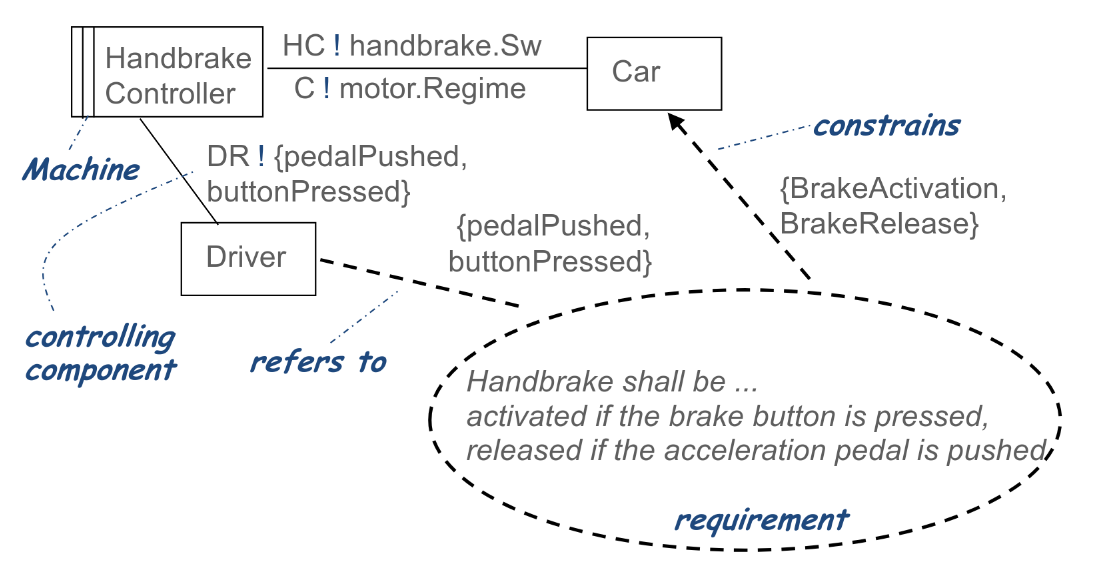 Handbrake
Controller
HC ! handbrake.Sw
C ! motor.Regime
Car
constrains
Machine
DR ! {pedalPushed,
buttonPressed}
{BrakeActivation,
BrakeRelease}
Driver
{pedalPushed,
buttonPressed}
controlling
component
refers to
Handbrake shall be ...
activated if the brake button is pressed,
released if the acceleration pedal is pushed
requirement